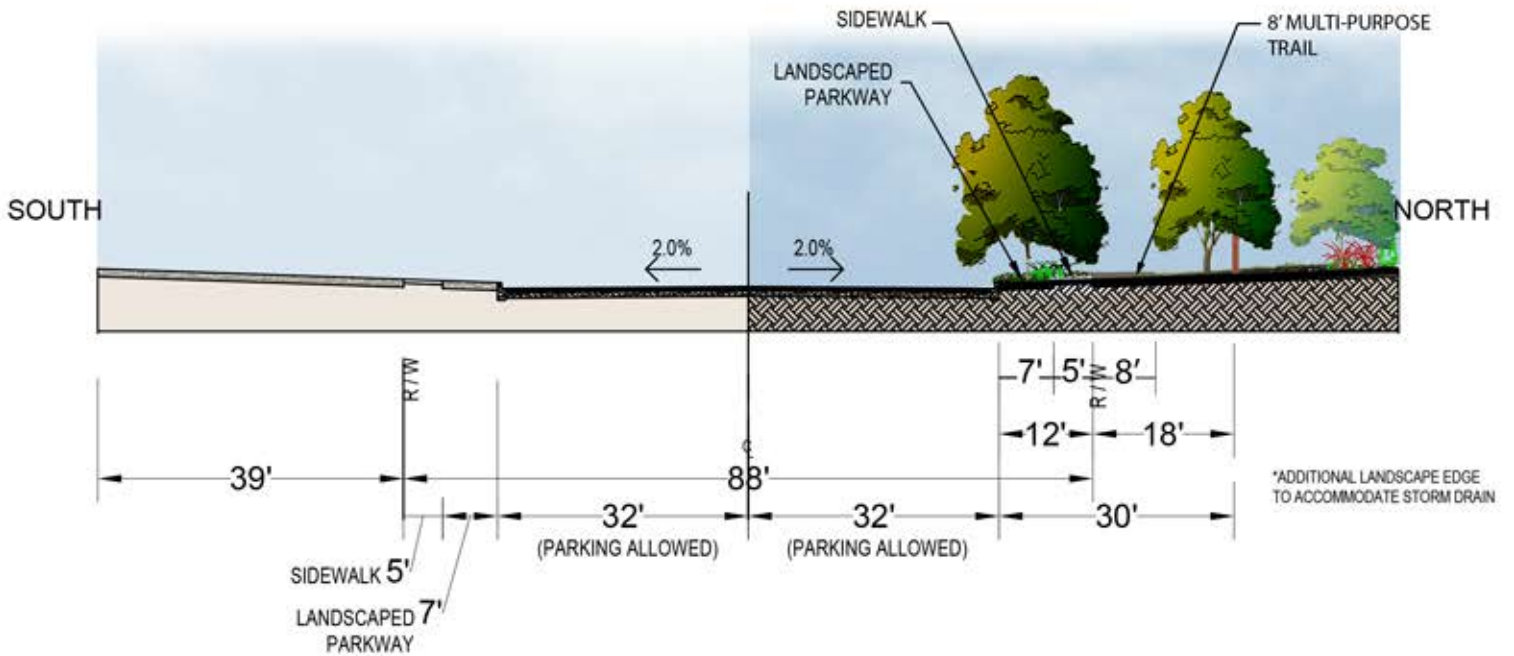 SIDEWALK
8' MULTI-PURPOSE
TRAIL
LANDSCAPED
PARKWAY
SOUTH
NORTH
2.0%
2.0%
R / W
7'
5'
R / W
8'
12'
18'
℄
39'
88'
*ADDITIONAL LANDSCAPE EDGE
TO ACCOMMODATE STORM DRAIN
32'
32'
30'
(PARKING ALLOWED)
(PARKING ALLOWED)
SIDEWALK 5'
LANDSCAPED 7'
PARKWAY